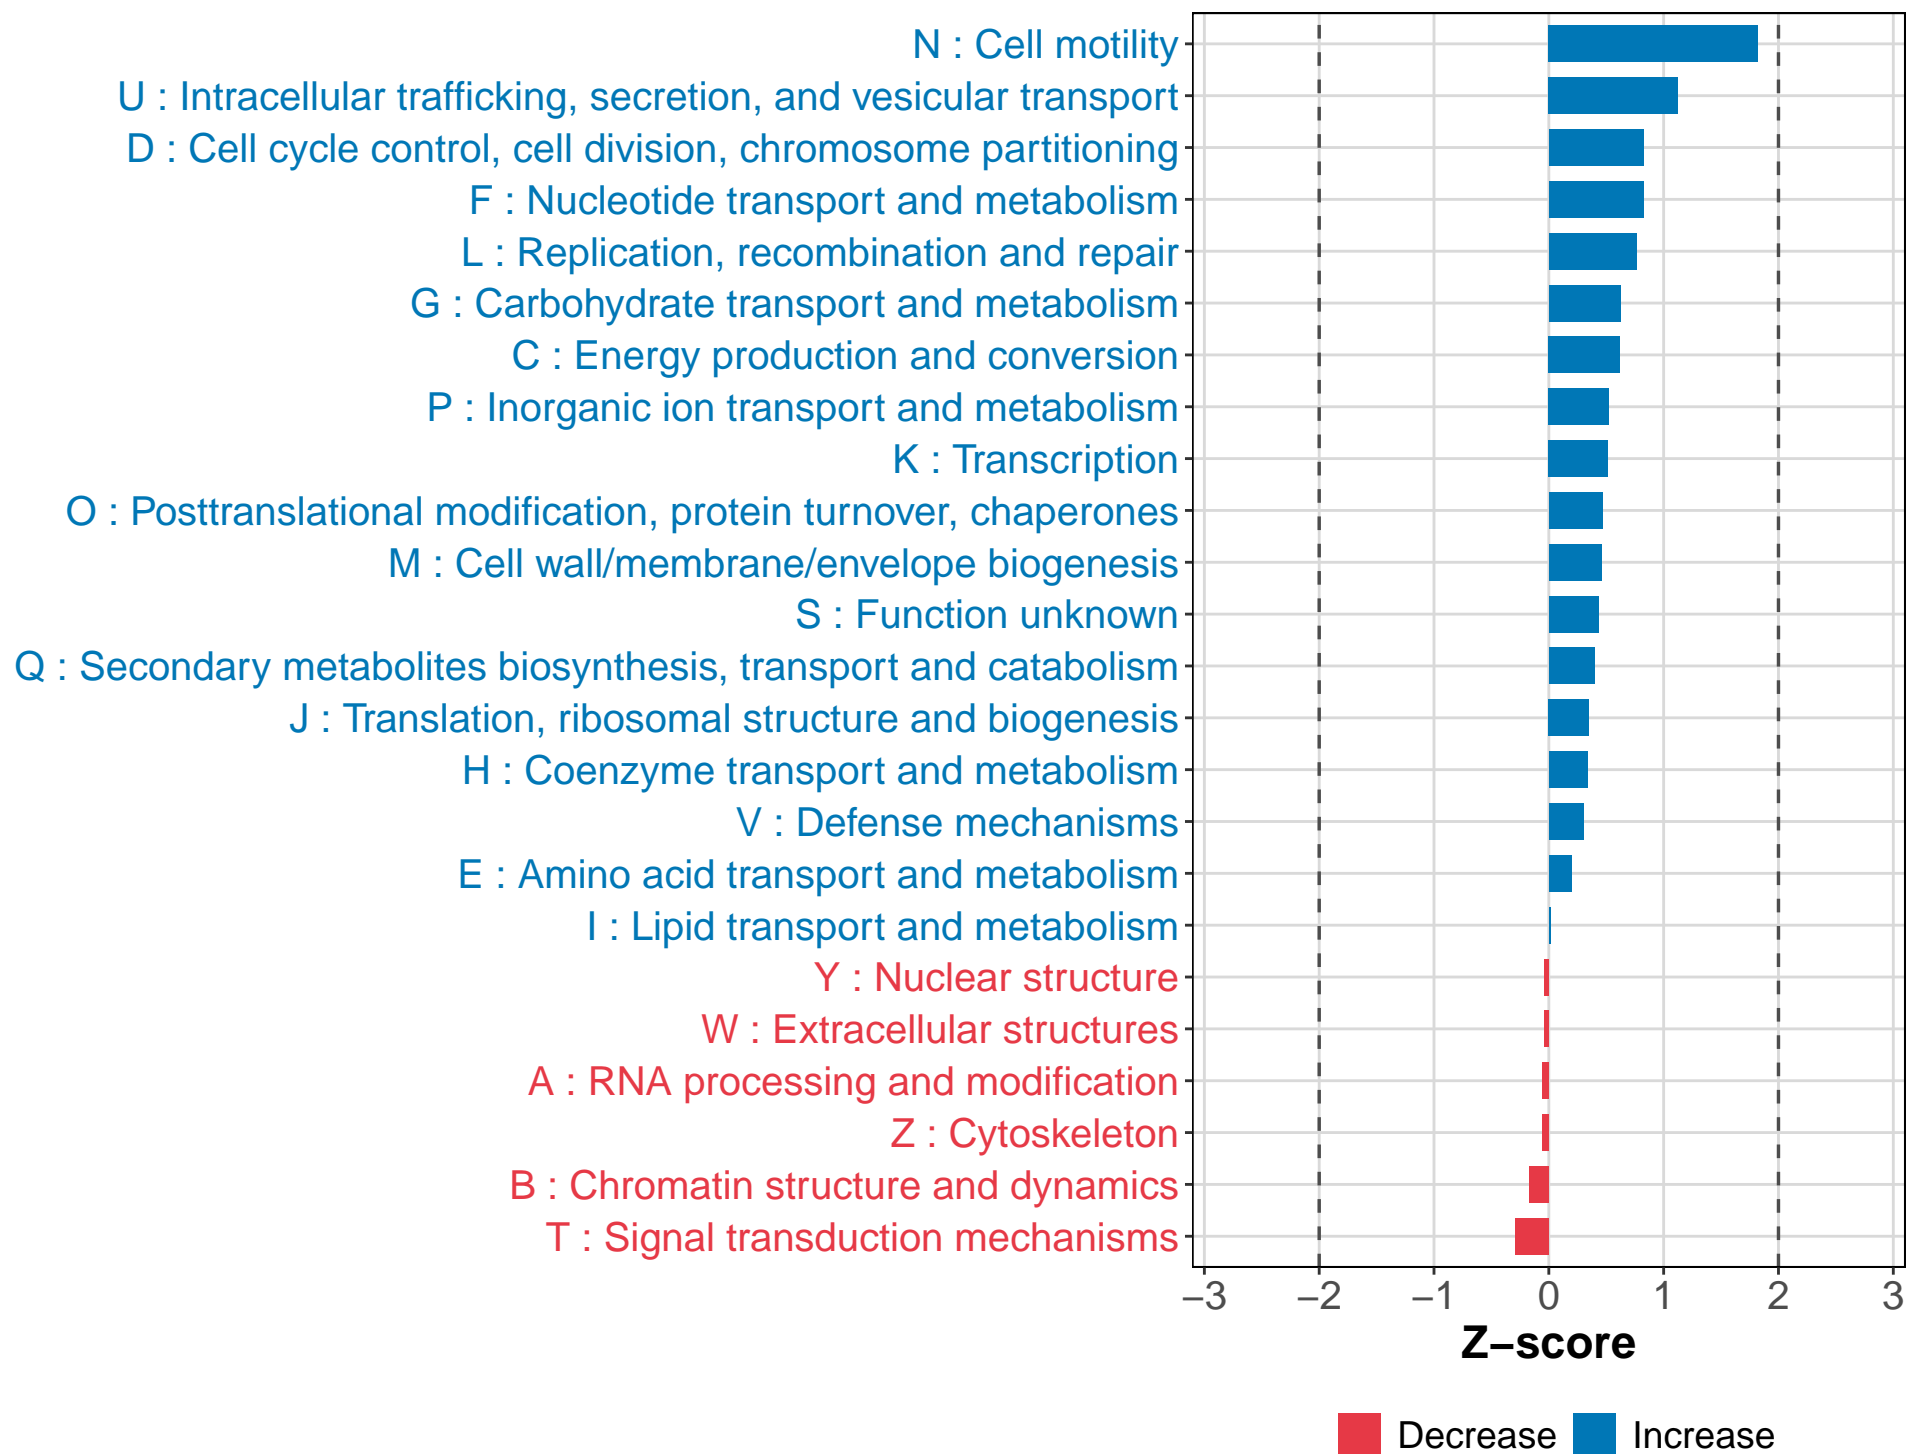 N : Cell motility
U : Intracellular trafficking, secretion, and vesicular transport
D : Cell cycle control, cell division, chromosome partitioning
F : Nucleotide transport and metabolism
L : Replication, recombination and repair
G : Carbohydrate transport and metabolism
C : Energy production and conversion
P : Inorganic ion transport and metabolism
K : Transcription
O : Posttranslational modification, protein turnover, chaperones
M : Cell wall/membrane/envelope biogenesis
S : Function unknown
Q : Secondary metabolites biosynthesis, transport and catabolism
J : Translation, ribosomal structure and biogenesis
H : Coenzyme transport and metabolism
V : Defense mechanisms
E : Amino acid transport and metabolism
I : Lipid transport and metabolism
Y : Nuclear structure
W : Extracellular structures
A : RNA processing and modification
Z : Cytoskeleton
B : Chromatin structure and dynamics
T : Signal transduction mechanisms
−3 −2 −1 0 1 2 3
Z−score
Decrease Increase